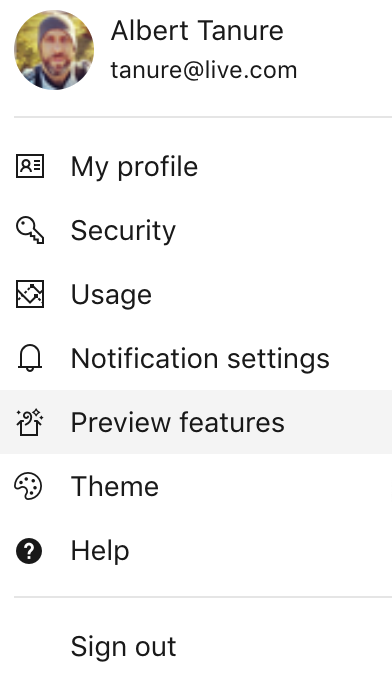 Albert Tanure
tanure@live.com
My profile
Security
Usage
Notification settings
Preview features
Theme
Help
Sign out